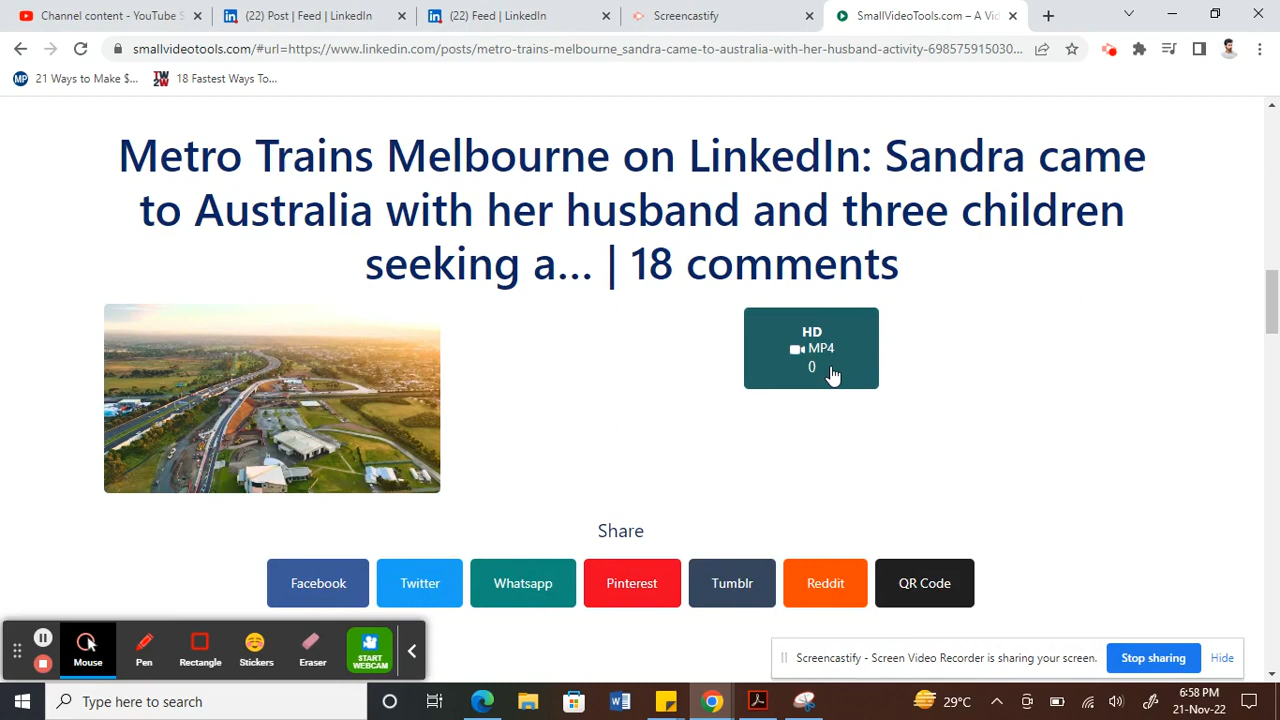 Channel content - YouTube S
(22) Post | Feed | LinkedIn
(22) Feed | LinkedIn
Screencastify
SmallVideoTools.com – A Vid
smallvideotools.com/#url=https://www.linkedin.com/posts/metro-trains-melbourne_sandra-came-to-australia-with-her-husband-activity-698575915030...
MP
21 Ways to Make $...
TW
2W
18 Fastest Ways To...
Metro Trains Melbourne on LinkedIn: Sandra came
to Australia with her husband and three children
seeking a… | 18 comments
HD
MP4
0
Share
Facebook
Twitter
Whatsapp
Pinterest
Tumblr
Reddit
QR Code
Mouse
Pen
Rectangle
Stickers
Eraser
START
WEBCAM
Screencastify - Screen Video Recorder is sharing your screen.
Stop sharing
Hide
Type here to search
29°C
6:58 PM
21-Nov-22